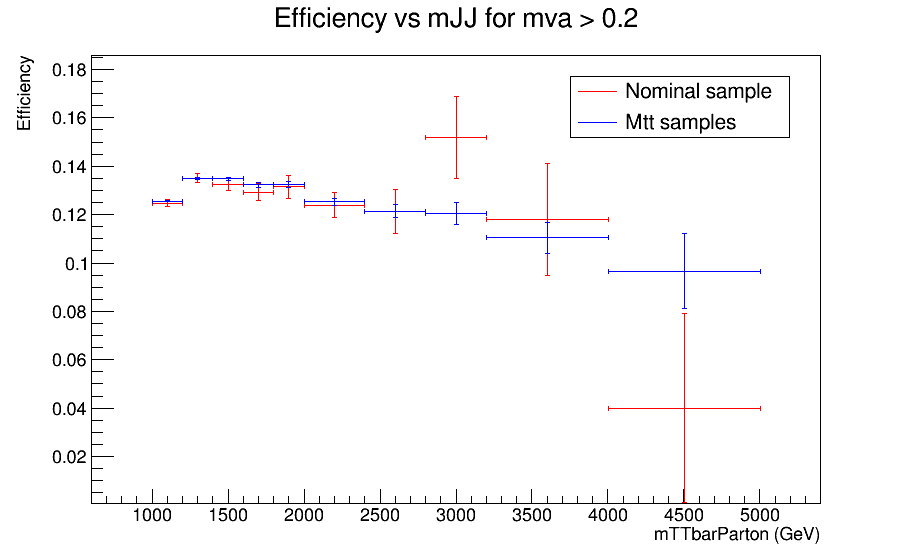 Efficiency vs mJJ for mva > 0.2
Efficiency
0.18
0.16
0.14
0.12
0.1
0.08
0.06
0.04
0.02
Nominal sample
Mtt samples
1000 1500 2000 2500 3000 3500 4000 4500 5000
mTTbarParton (GeV)